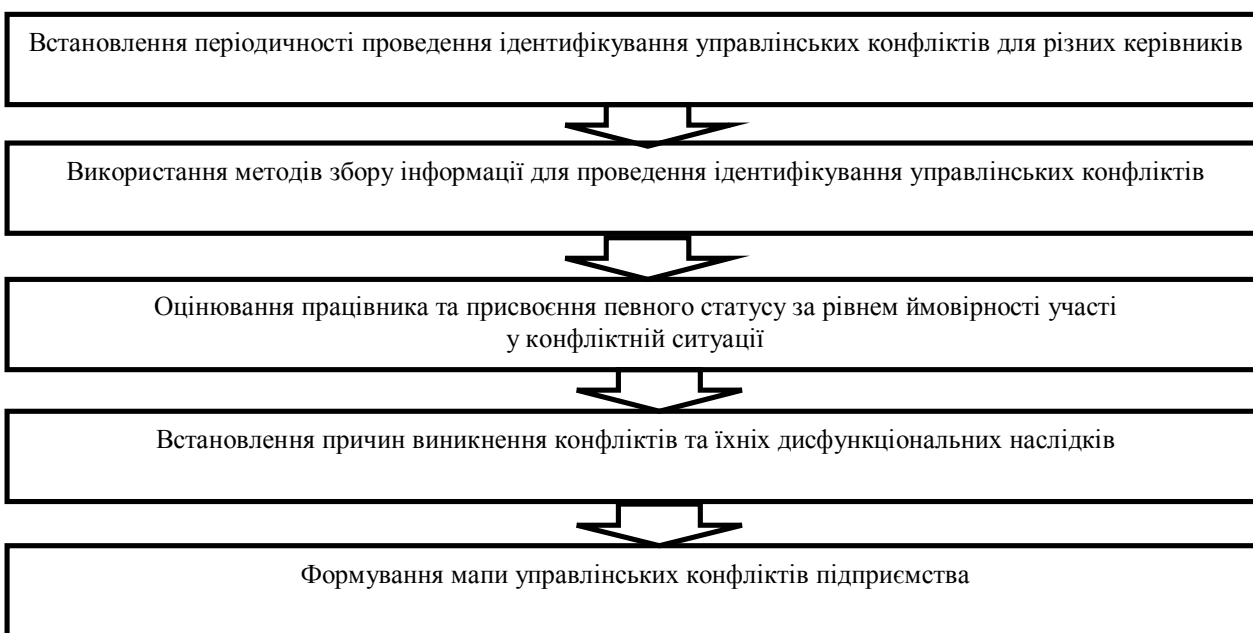 Встановлення періодичності проведення ідентифікування управлінських конфліктів для різних керівників
Використання методів збору інформації для проведення ідентифікування управлінських конфліктів
Оцінювання працівника та присвоєння певного статусу за рівнем ймовірності участі
у конфліктній ситуації
Встановлення причин виникнення конфліктів та їхніх дисфункціональних наслідків
Формування мапи управлінських конфліктів підприємства